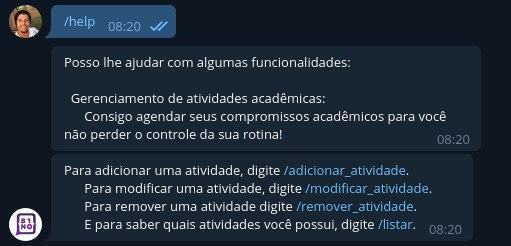 /help 08:20
Posso lhe ajudar com algumas funcionalidades:
Gerenciamento de atividades acadêmicas:
Consigo agendar seus compromissos acadêmicos para você
não perder o controle da sua rotina!
08:20
Para adicionar uma atividade, digite /adicionar_atividade.
Para modificar uma atividade, digite /modificar_atividade.
Para remover uma atividade digite /remover_atividade.
E para saber quais atividades você possui, digite /listar. 08:20
B1
NO